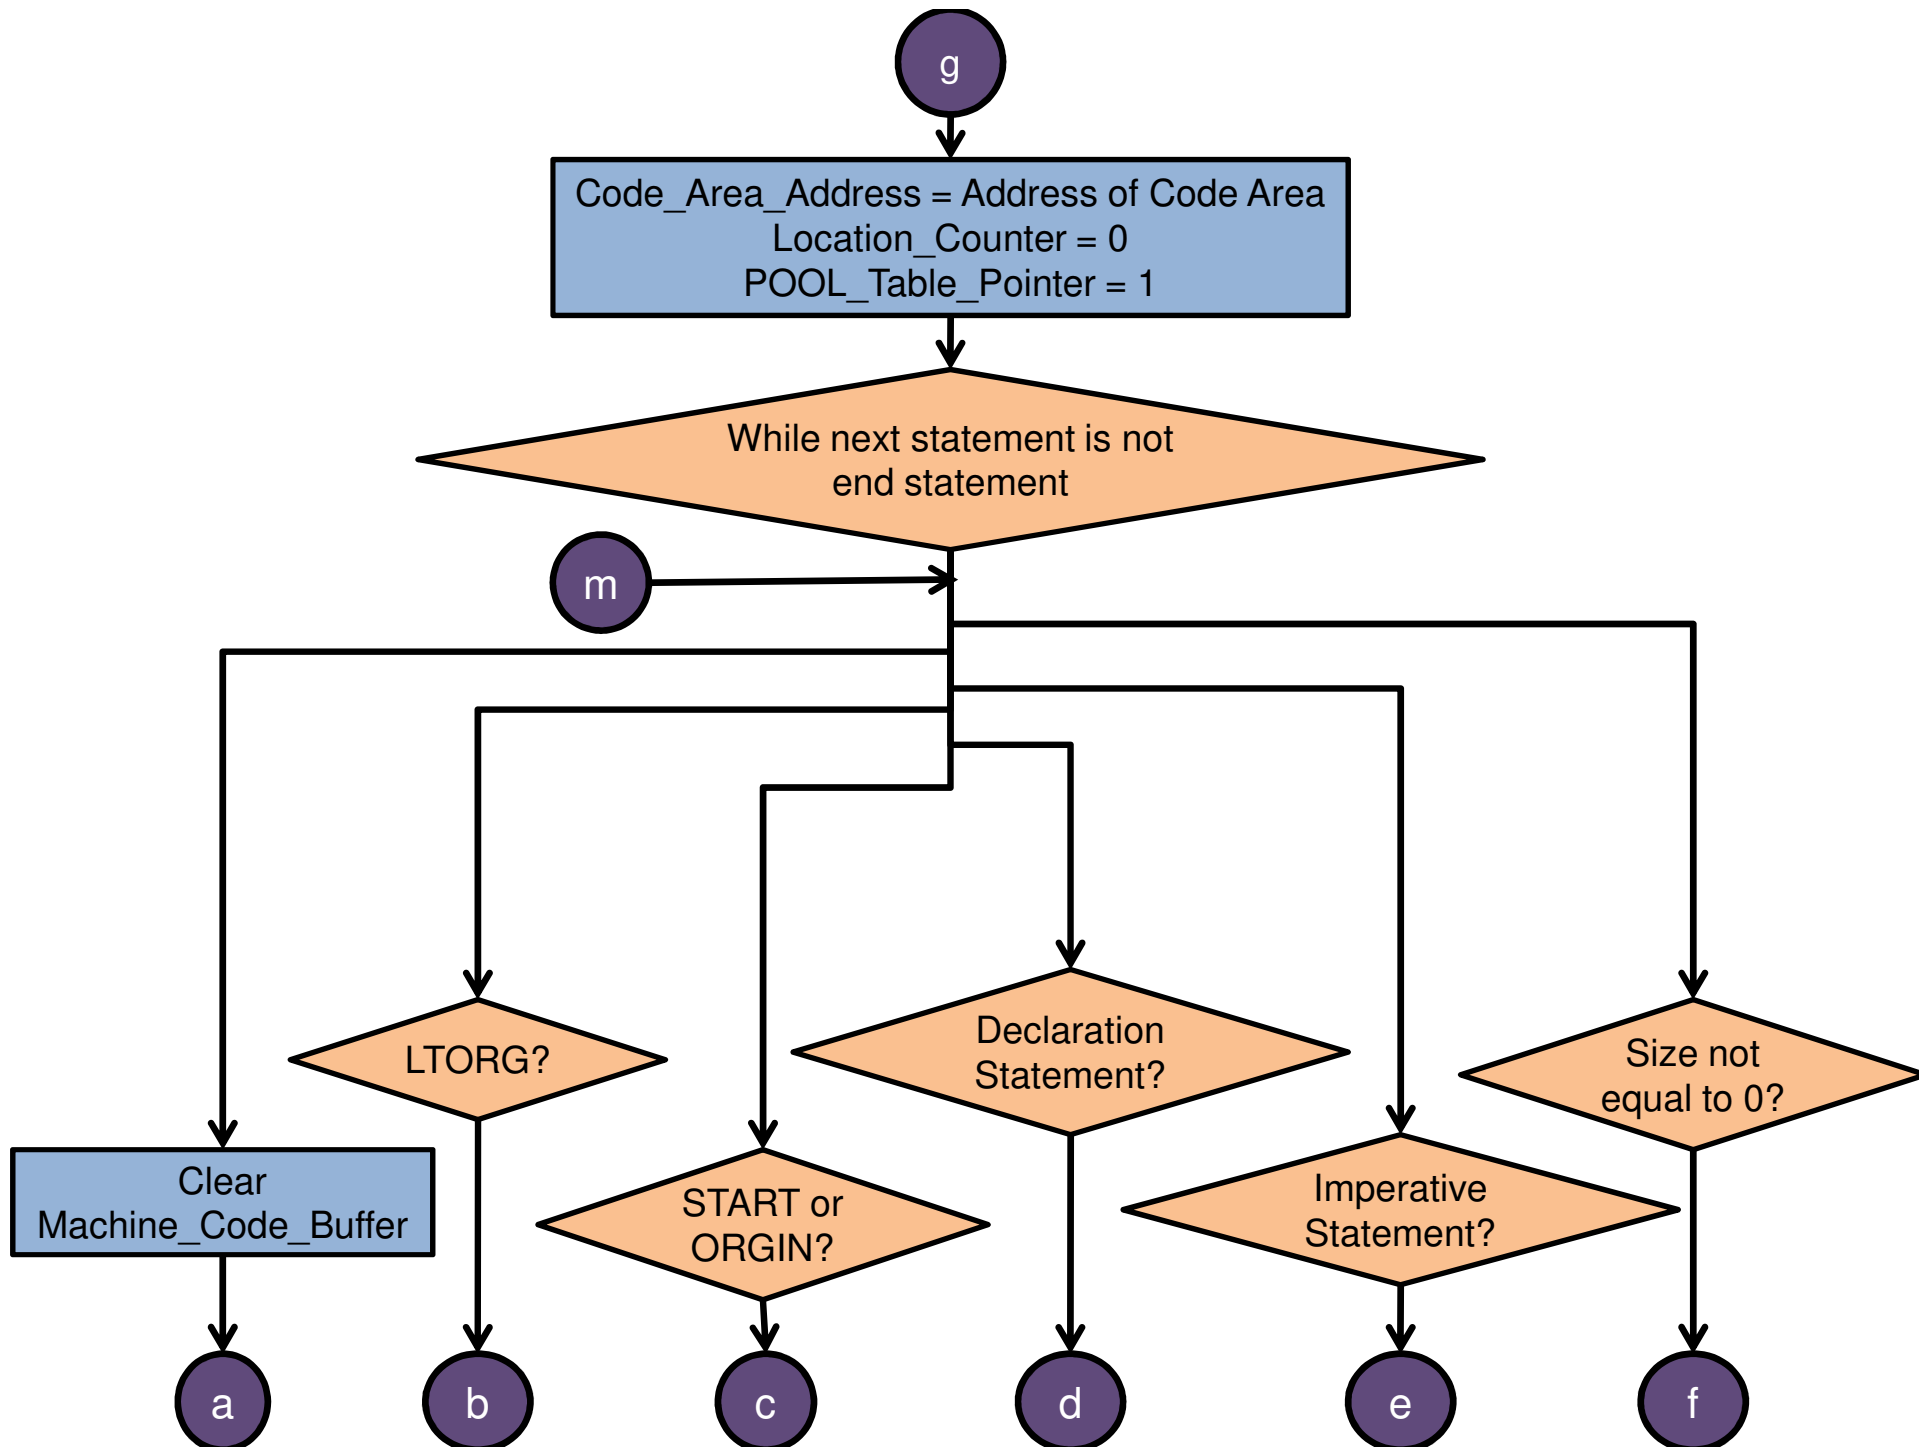 g
Code_Area_Address = Address of Code Area
Location_Counter = 0
POOL_Table_Pointer = 1
While next statement is not
end statement
m
LTORG?
Declaration
Statement?
Size not
equal to 0?
Clear
Machine_Code_Buffer
START or
ORGIN?
Imperative
Statement?
a
b
c
d
e
f